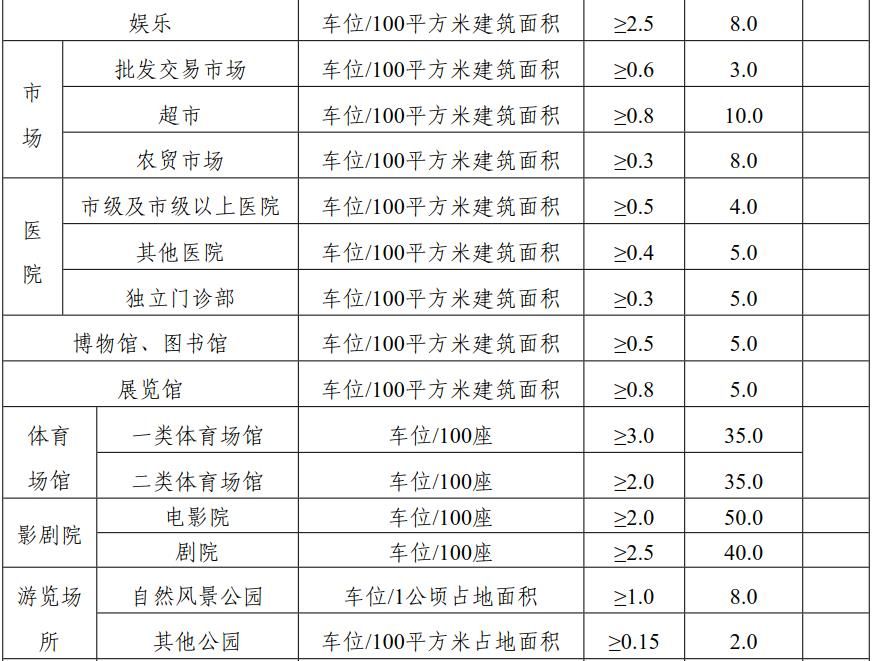 娱乐 车位/100平方米建筑面积 ≥2.5 8.0
市场 批发交易市场 车位/100平方米建筑面积 ≥0.6 3.0
超市 车位/100平方米建筑面积 ≥0.8 10.0
农贸市场 车位/100平方米建筑面积 ≥0.3 8.0
医院 市级及市级以上医院 车位/100平方米建筑面积 ≥0.5 4.0
其他医院 车位/100平方米建筑面积 ≥0.4 5.0
独立门诊部 车位/100平方米建筑面积 ≥0.3 5.0
博物馆、图书馆 车位/100平方米建筑面积 ≥0.5 5.0
展览馆 车位/100平方米建筑面积 ≥0.8 5.0
体育场馆 一类体育场馆 车位/100座 ≥3.0 35.0
二类体育场馆 车位/100座 ≥2.0 35.0
影剧院 电影院 车位/100座 ≥2.0 50.0
剧院 车位/100座 ≥2.5 40.0
游览场所 自然风景公园 车位/1公顷占地面积 ≥1.0 8.0
其他公园 车位/100平方米占地面积 ≥0.15 2.0